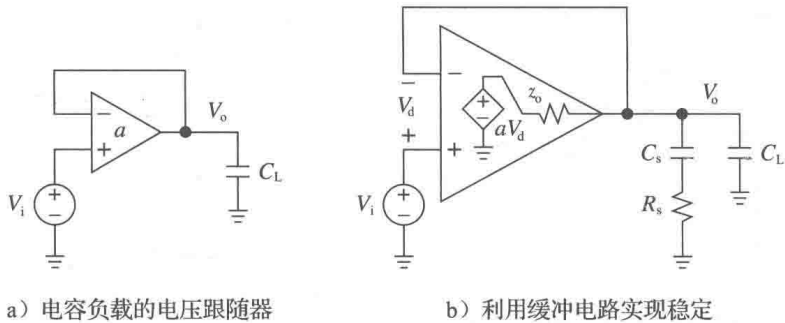 V_o
− a
+
C_L
V_i + −
a）电容负载的电压跟随器
−
− V_d +
+ − aV_d
z_o
V_o
+
C_s
C_L
V_i + −
R_s
b）利用缓冲电路实现稳定